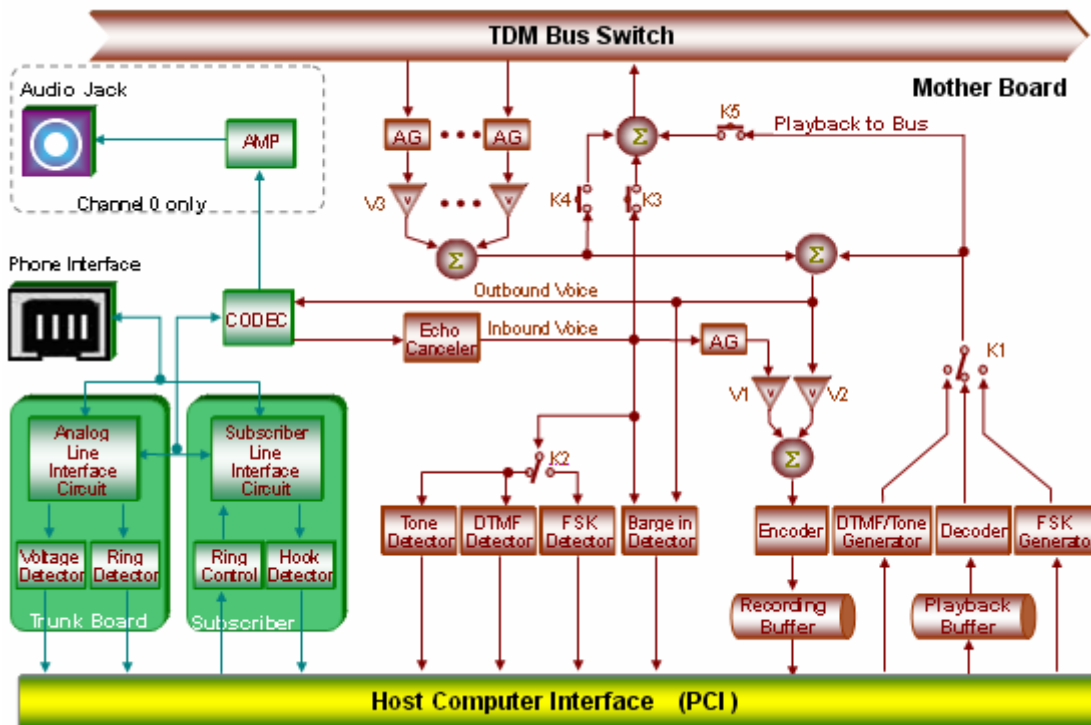 TDM Bus Switch
Mother Board
Audio Jack
AMP
Channel 0 only
AG
AG
V3
v
v
Σ
Σ
K4
K3
K5
Playback to Bus
Σ
Phone Interface
CODEC
Outbound Voice
Echo
Canceler
Inbound Voice
AG
V1
v
v
V2
Σ
K1
K2
Analog
Line
Interface
Circuit
Subscriber
Line
Interface
Circuit
Voltage
Detector
Ring
Detector
Trunk Board
Ring
Control
Hook
Detector
Subscriber
Tone
Detector
DTMF
Detector
FSK
Detector
Barge in
Detector
Encoder
DTMF/Tone
Generator
Decoder
FSK
Generator
Recording
Buffer
Playback
Buffer
Host Computer Interface (PCI)